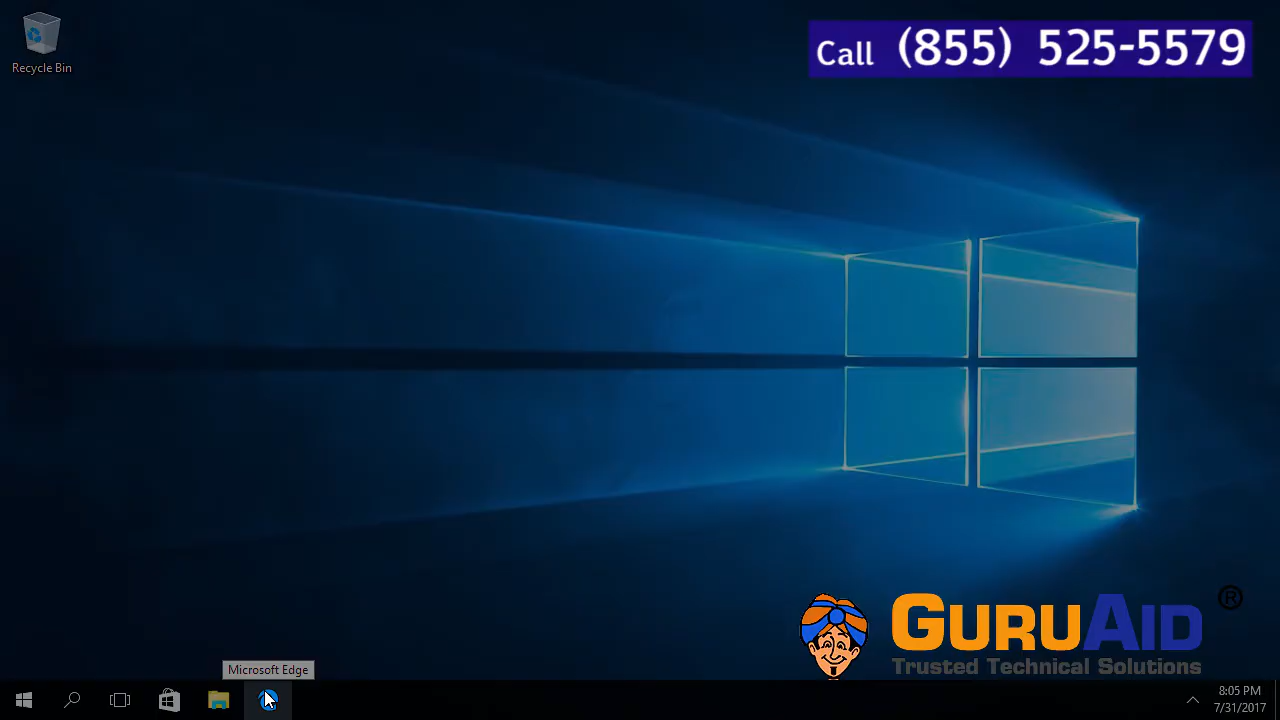 Call (855) 525-5579
Recycle Bin
GURUAID ®
Trusted Technical Solutions
Microsoft Edge
8:05 PM
7/31/2017